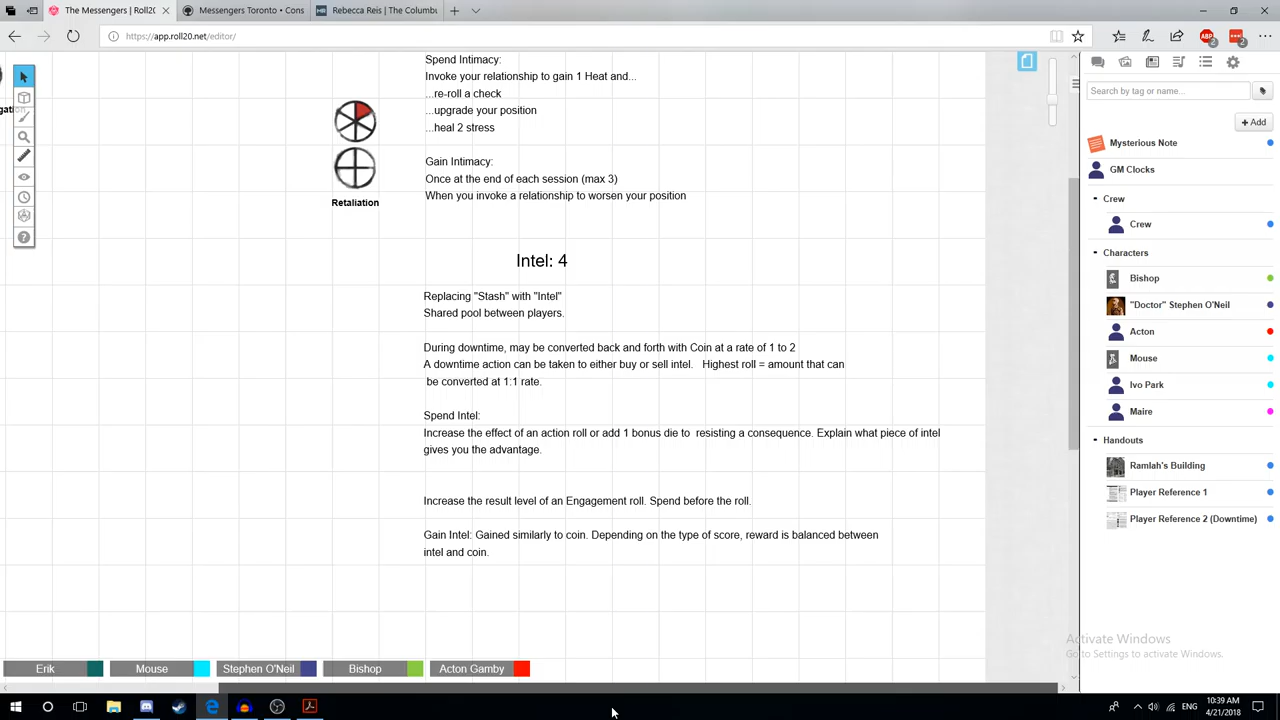 The Messengers | Roll20
Messengers Toronto • Cons
Rebecca Reis | The Columbu
https://app.roll20.net/editor/
ABP
2
2
Spend Intimacy:
Invoke your relationship to gain 1 Heat and...
...re-roll a check
...upgrade your position
...heal 2 stress
Gain Intimacy:
Once at the end of each session (max 3)
When you invoke a relationship to worsen your position
Retaliation
Intel: 4
Replacing "Stash" with "Intel"
Shared pool between players.
During downtime, may be converted back and forth with Coin at a rate of 1 to 2
A downtime action can be taken to either buy or sell intel. Highest roll = amount that can
be converted at 1:1 rate.
Spend Intel:
Increase the effect of an action roll or add 1 bonus die to resisting a consequence. Explain what piece of intel
gives you the advantage.
Increase the result level of an Engagement roll. Spend before the roll.
Gain Intel: Gained similarly to coin. Depending on the type of score, reward is balanced between
intel and coin.
Search by tag or name...
+ Add
Mysterious Note
GM Clocks
Crew
Crew
Characters
Bishop
"Doctor" Stephen O'Neil
Acton
Mouse
Ivo Park
Maire
Handouts
Ramlah's Building
Player Reference 1
Player Reference 2 (Downtime)
Activate Windows
Go to Settings to activate Windows.
Erik
Mouse
Stephen O'Neil
Bishop
Acton Gamby
ENG
10:39 AM
4/21/2018